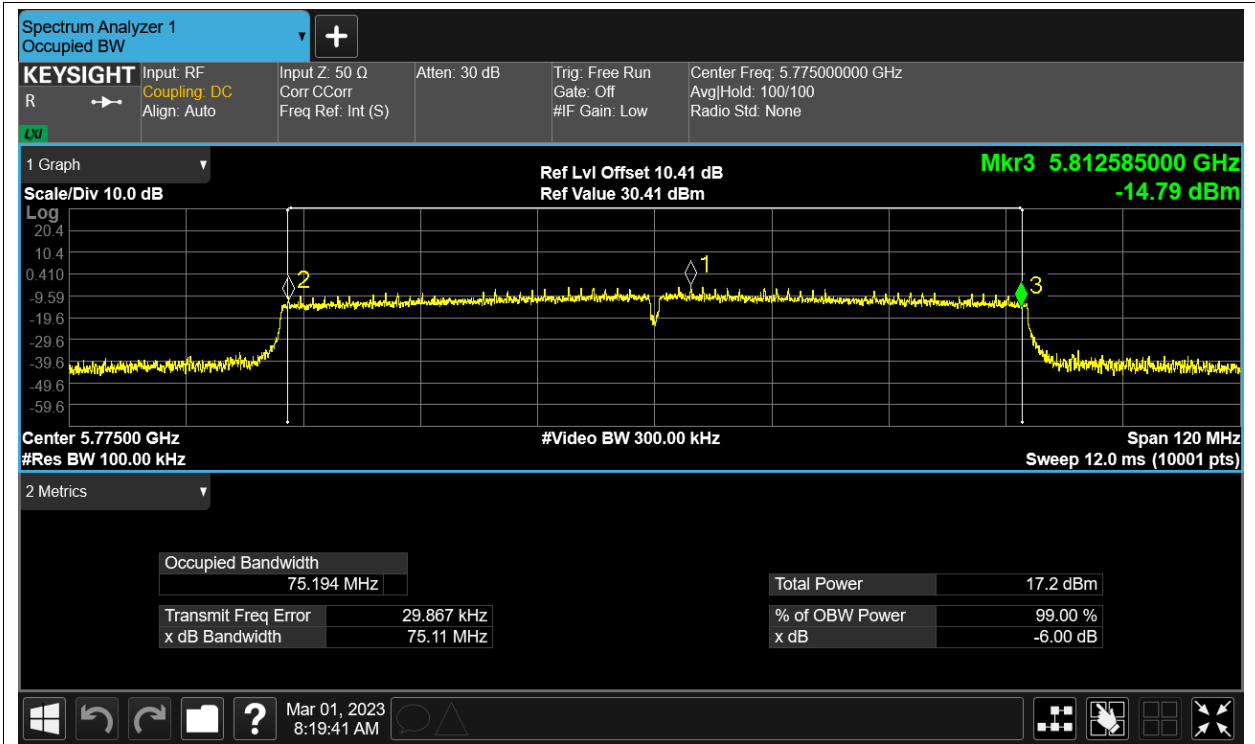 Spectrum Analyzer 1
Occupied BW
KEYSIGHT
R
LXI
Input: RF
Coupling: DC
Align: Auto
Input Z: 50 Ω
Corr CCorr
Freq Ref: Int (S)
Atten: 30 dB
Trig: Free Run
Gate: Off
#IF Gain: Low
Center Freq: 5.775000000 GHz
Avg|Hold: 100/100
Radio Std: None
1 Graph
Scale/Div 10.0 dB
Ref Lvl Offset 10.41 dB
Ref Value 30.41 dBm
Mkr3 5.812585000 GHz
-14.79 dBm
Log
20.4
10.4
0.410
-9.59
-19.6
-29.6
-39.6
-49.6
-59.6
2
1
3
Center 5.77500 GHz
#Res BW 100.00 kHz
#Video BW 300.00 kHz
Span 120 MHz
Sweep 12.0 ms (10001 pts)
2 Metrics
Occupied Bandwidth
75.194 MHz
Transmit Freq Error 29.867 kHz
x dB Bandwidth 75.11 MHz
Total Power 17.2 dBm
% of OBW Power 99.00 %
x dB -6.00 dB
?
Mar 01, 2023
8:19:41 AM